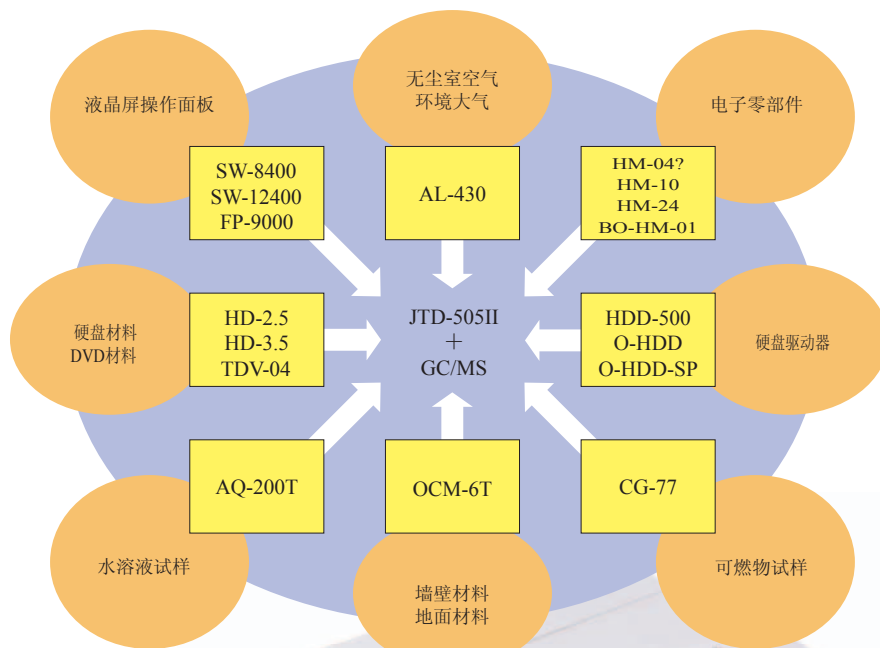 无尘室空气
环境大气
液晶屏操作面板
电子零部件
SW-8400
SW-12400
FP-9000
AL-430
HM-04?
HM-10
HM-24
BO-HM-01
硬盘材料
DVD材料
HD-2.5
HD-3.5
TDV-04
JTD-505II
+
GC/MS
HDD-500
O-HDD
O-HDD-SP
硬盘驱动器
AQ-200T
OCM-6T
CG-77
水溶液试样
墙壁材料
地面材料
可燃物试样